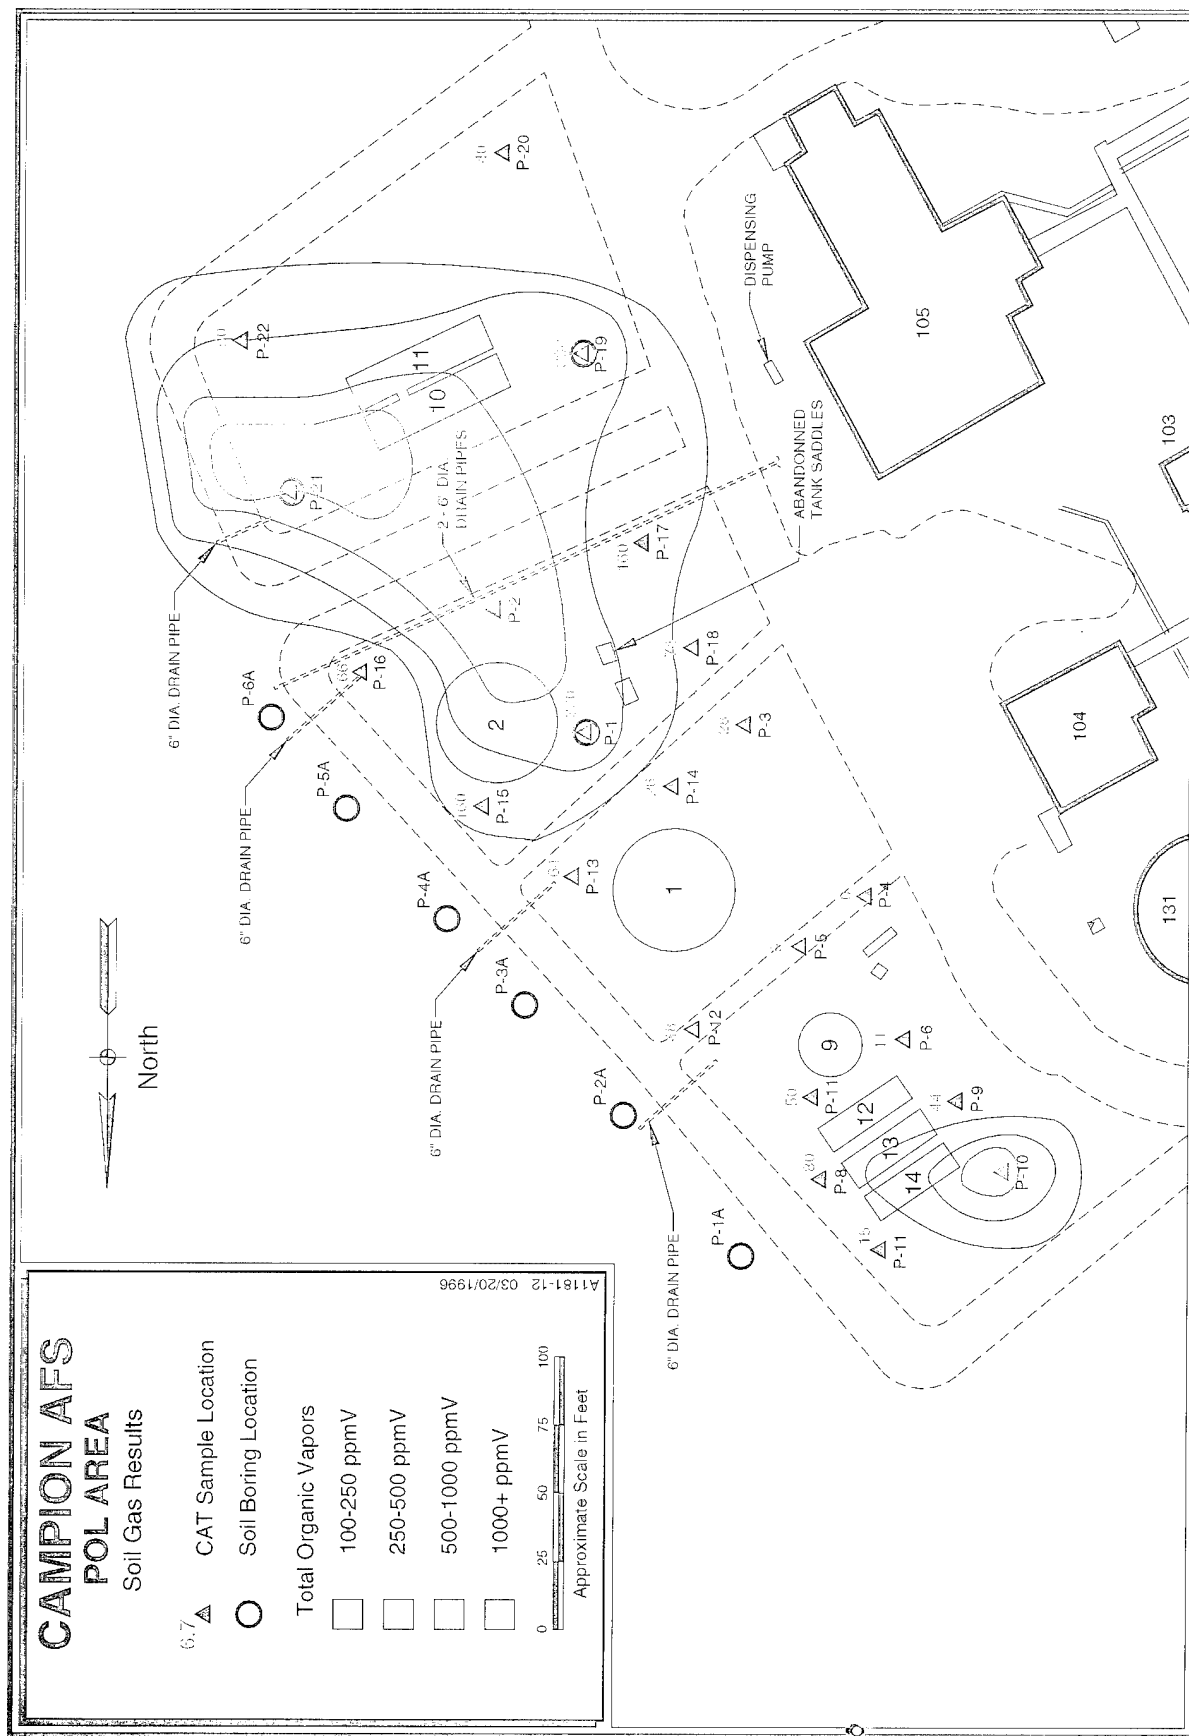 CAMPION AFS
POL AREA
Soil Gas Results
6.7
CAT Sample Location
Soil Boring Location
Total Organic Vapors
100-250 ppmV
250-500 ppmV
500-1000 ppmV
1000+ ppmV
0 25 50 75 100
Approximate Scale in Feet
A1181-12 03/20/1996
North
6" DIA. DRAIN PIPE
6" DIA. DRAIN PIPE
6" DIA. DRAIN PIPE
6" DIA. DRAIN PIPE
2 - 6" DIA.
DRAIN PIPES
P-1A
P-2A
P-3A
P-4A
P-5A
P-6A
P-22
P-20
40
P-21
P-19
11
10
P-2
66
P-16
160
P-17
P-18
2
P-1
160
P-15
P-3
26
P-14
P-13
1
P-12
P-5
P-4
9
11
P-6
50
P-11
12
44
P-9
13
80
P-8
14
P-10
15
P-11
DISPENSING
PUMP
ABANDONNED
TANK SADDLES
105
103
104
131